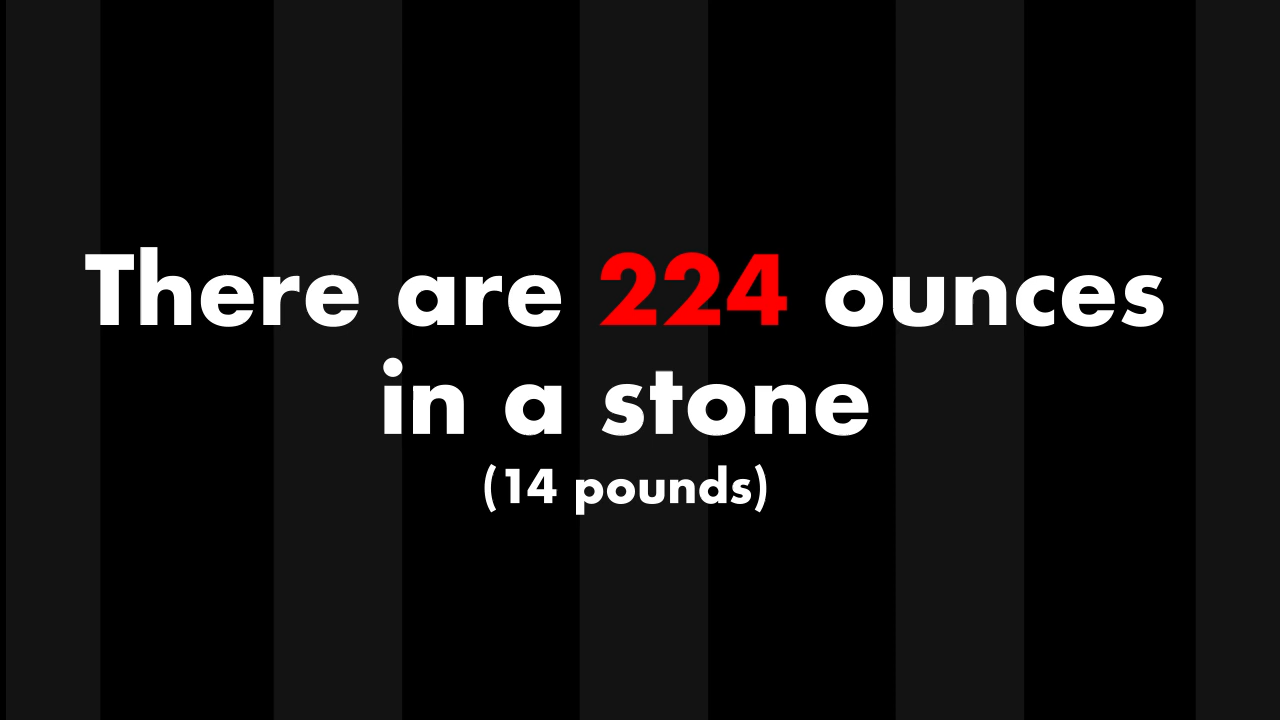 There are 224 ounces
in a stone
(14 pounds)